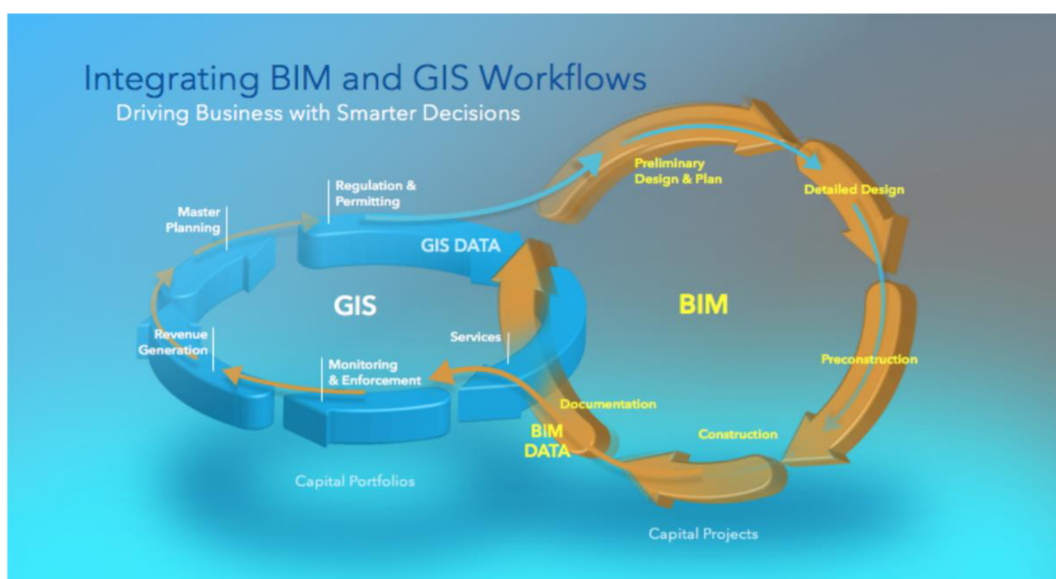 Integrating BIM and GIS Workflows
Driving Business with Smarter Decisions
Preliminary
Design & Plan
Regulation &
Permitting
Detailed Design
Master
Planning
GIS DATA
GIS
BIM
Revenue
Generation
Services
Monitoring
& Enforcement
Preconstruction
Documentation
BIM
DATA
Construction
Capital Portfolios
Capital Projects